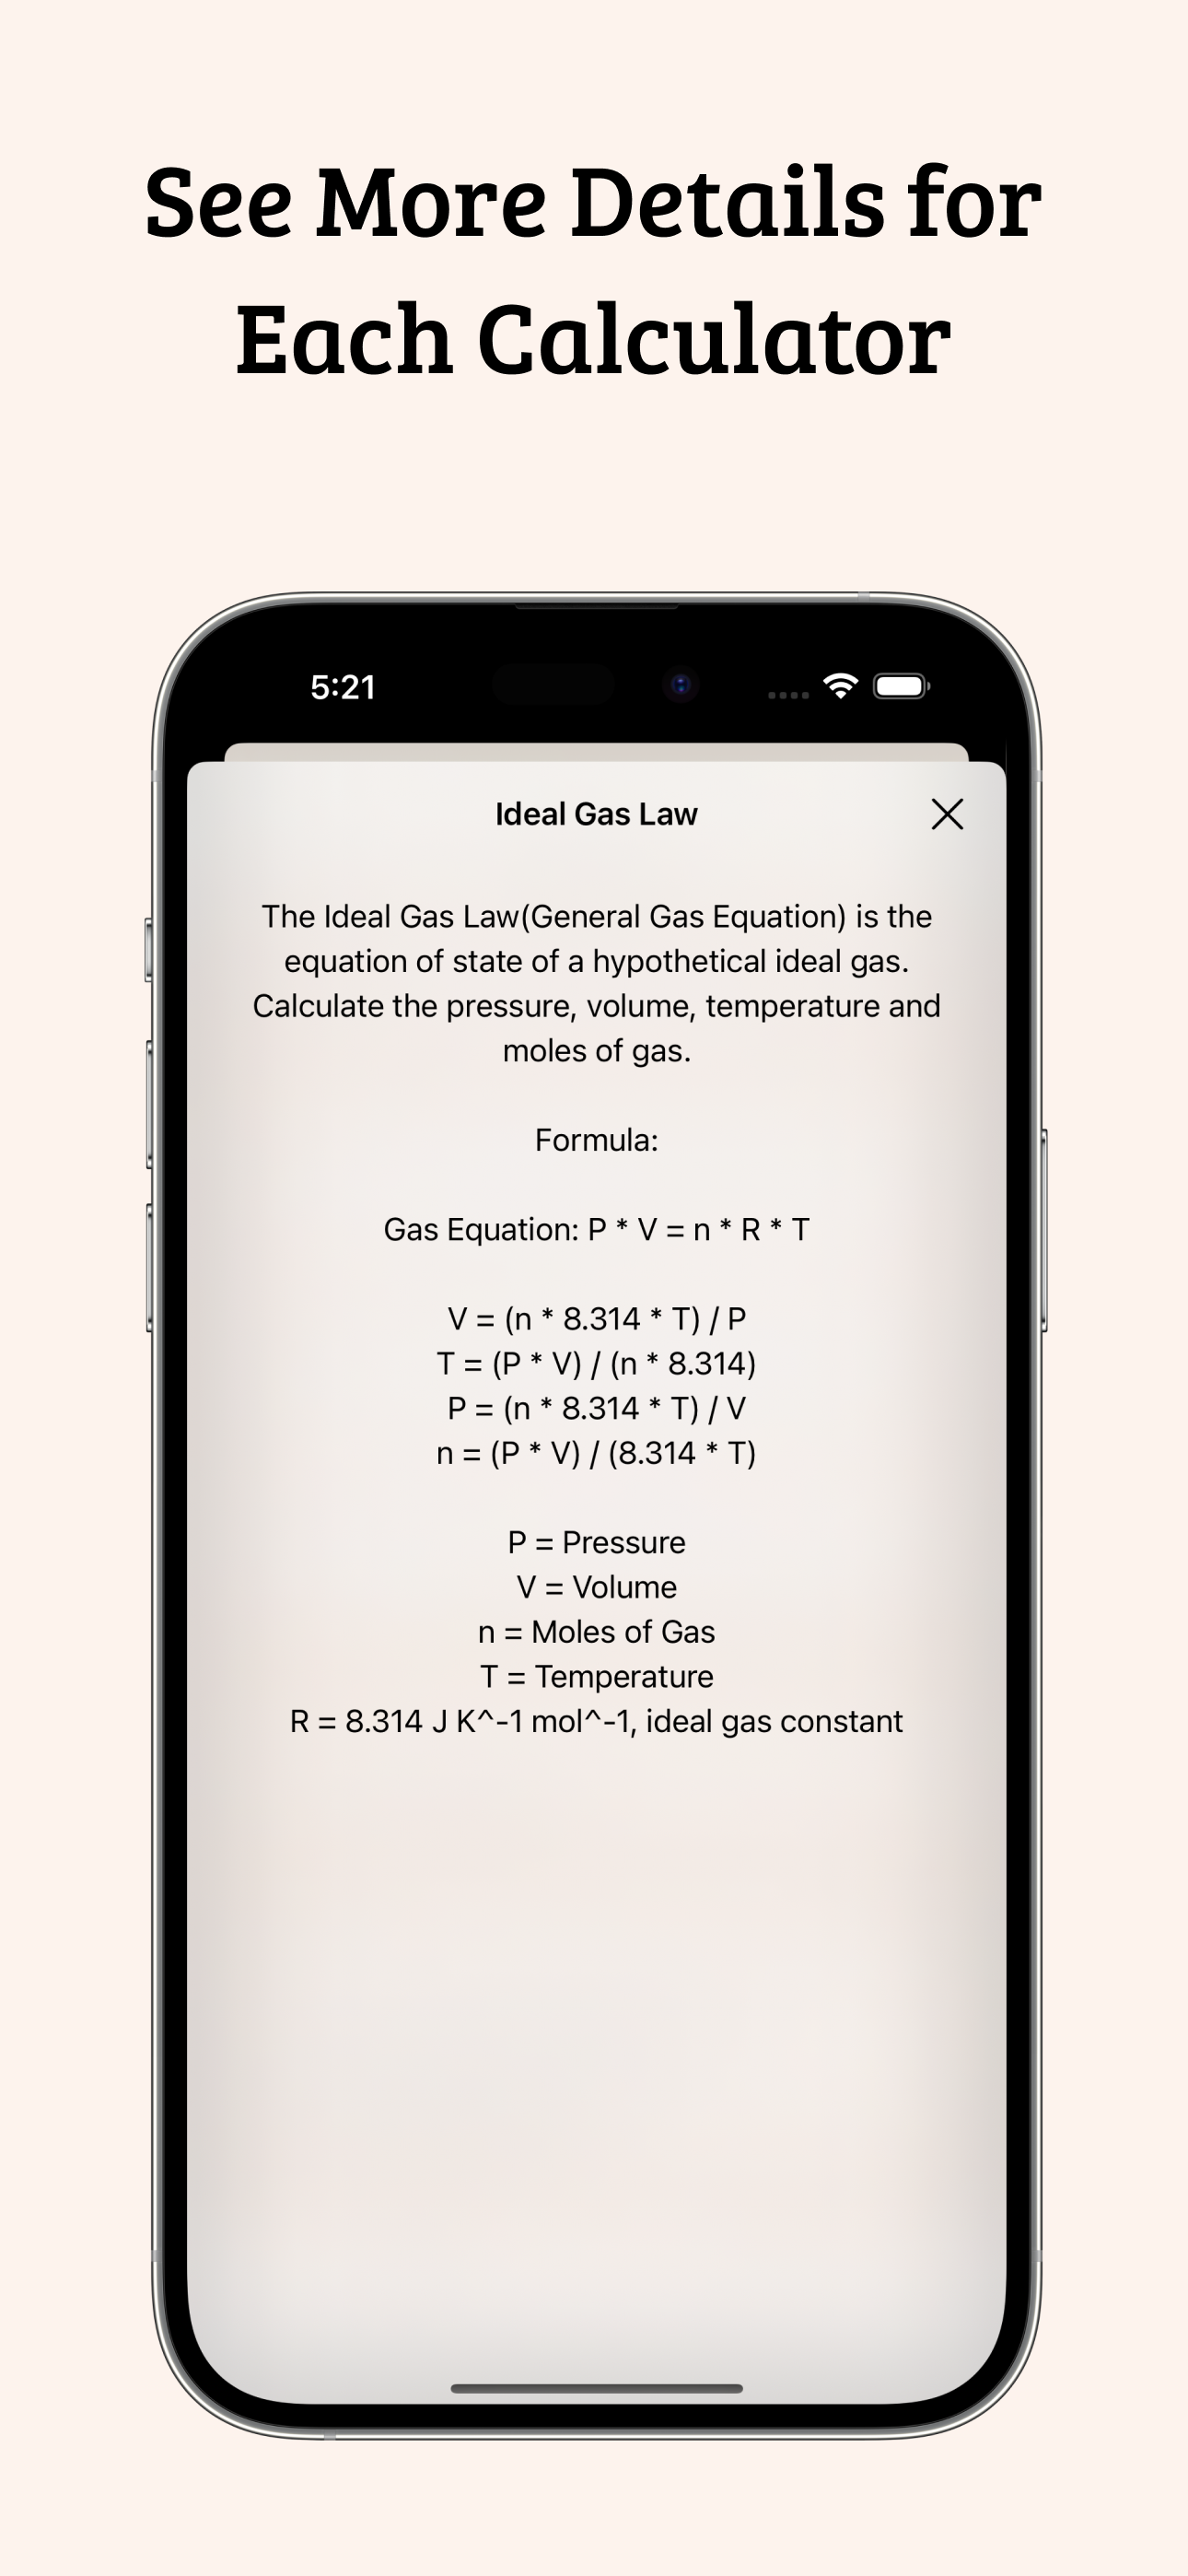 See More Details for
Each Calculator
5:21
Ideal Gas Law
The Ideal Gas Law(General Gas Equation) is the
equation of state of a hypothetical ideal gas.
Calculate the pressure, volume, temperature and
moles of gas.
Formula:
Gas Equation: P * V = n * R * T
V = (n * 8.314 * T) / P
T = (P * V) / (n * 8.314)
P = (n * 8.314 * T) / V
n = (P * V) / (8.314 * T)
P = Pressure
V = Volume
n = Moles of Gas
T = Temperature
R = 8.314 J K^-1 mol^-1, ideal gas constant